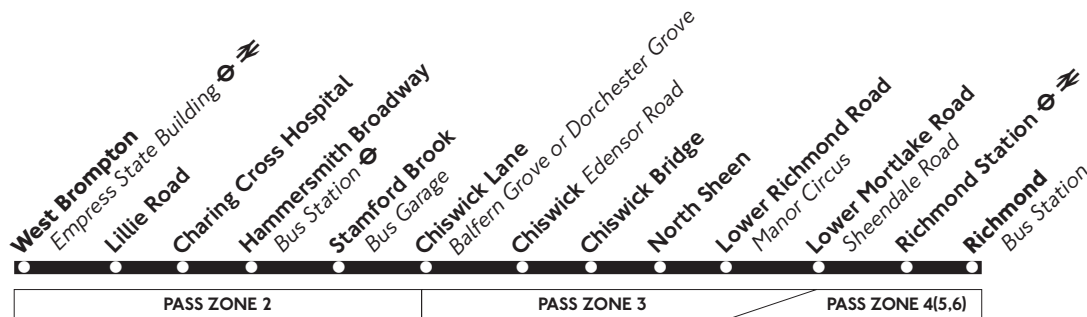 West Brompton
Empress State Building
Lillie Road
Charing Cross Hospital
Hammersmith Broadway
Bus Station
Stamford Brook
Bus Garage
Chiswick Lane
Balfern Grove or Dorchester Grove
Chiswick Edensor Road
Chiswick Bridge
North Sheen
Lower Richmond Road
Manor Circus
Lower Mortlake Road
Sheendale Road
Richmond Station
Richmond
Bus Station
PASS ZONE 2
PASS ZONE 3
PASS ZONE 4(5,6)